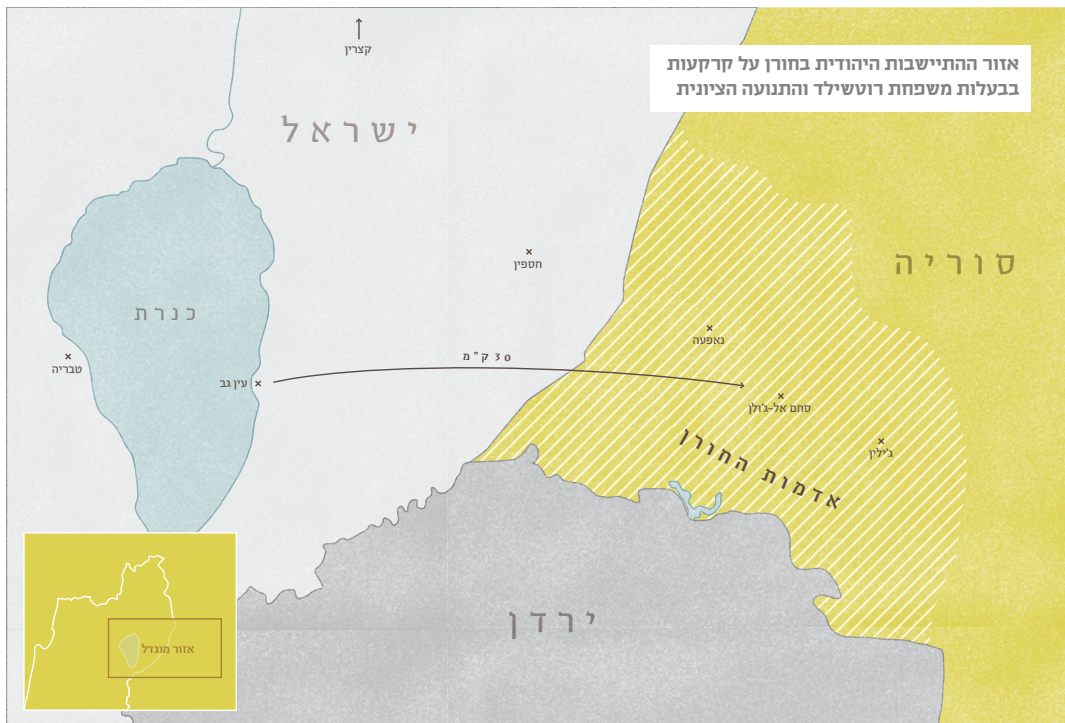 אזור ההתיישבות היהודית בחורן על קרקעות
בבעלות משפחת רוטשילד והתנועה הציונית
קצרין
ישראל
סוריה
חספין
כנרת
נאפעה
טבריה
30 ק"מ
עין גב
סחם אל-ג'ולן
ג'ילין
אדמות החורן
ירדן
אזור מוגדל